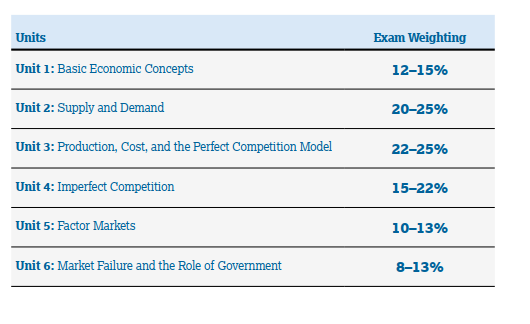 Units Exam Weighting
Unit 1: Basic Economic Concepts 12–15%
Unit 2: Supply and Demand 20–25%
Unit 3: Production, Cost, and the Perfect Competition Model 22–25%
Unit 4: Imperfect Competition 15–22%
Unit 5: Factor Markets 10–13%
Unit 6: Market Failure and the Role of Government 8–13%